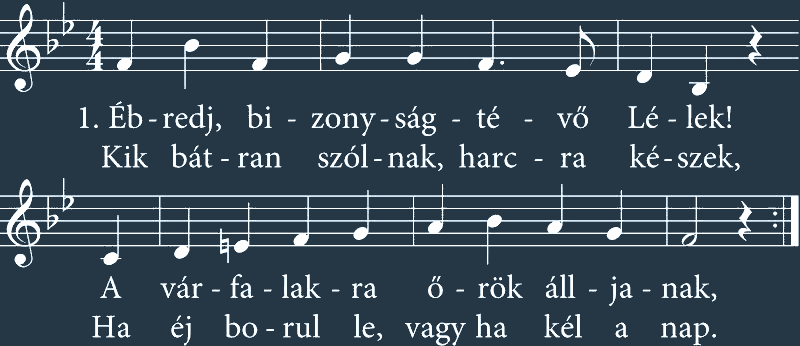 1. Éb - redj, bi - zony - ság - té - vő Lé - lek!
Kik bát - ran szól - nak, harc - ra ké - szek,
A vár - fa - lak - ra ő - rök áll - ja - nak,
Ha éj bo - rul le, vagy ha kél a nap.